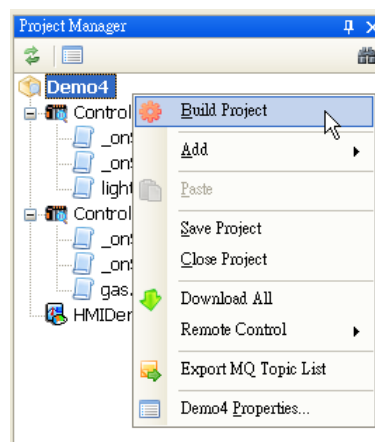 Project Manager
Demo4
Control
Build Project
_on
Add
_on
light
Paste
Control
_on
Save Project
_on
Close Project
gas.
Download All
HMIDer
Remote Control
Export MQ Topic List
Demo4 Properties...